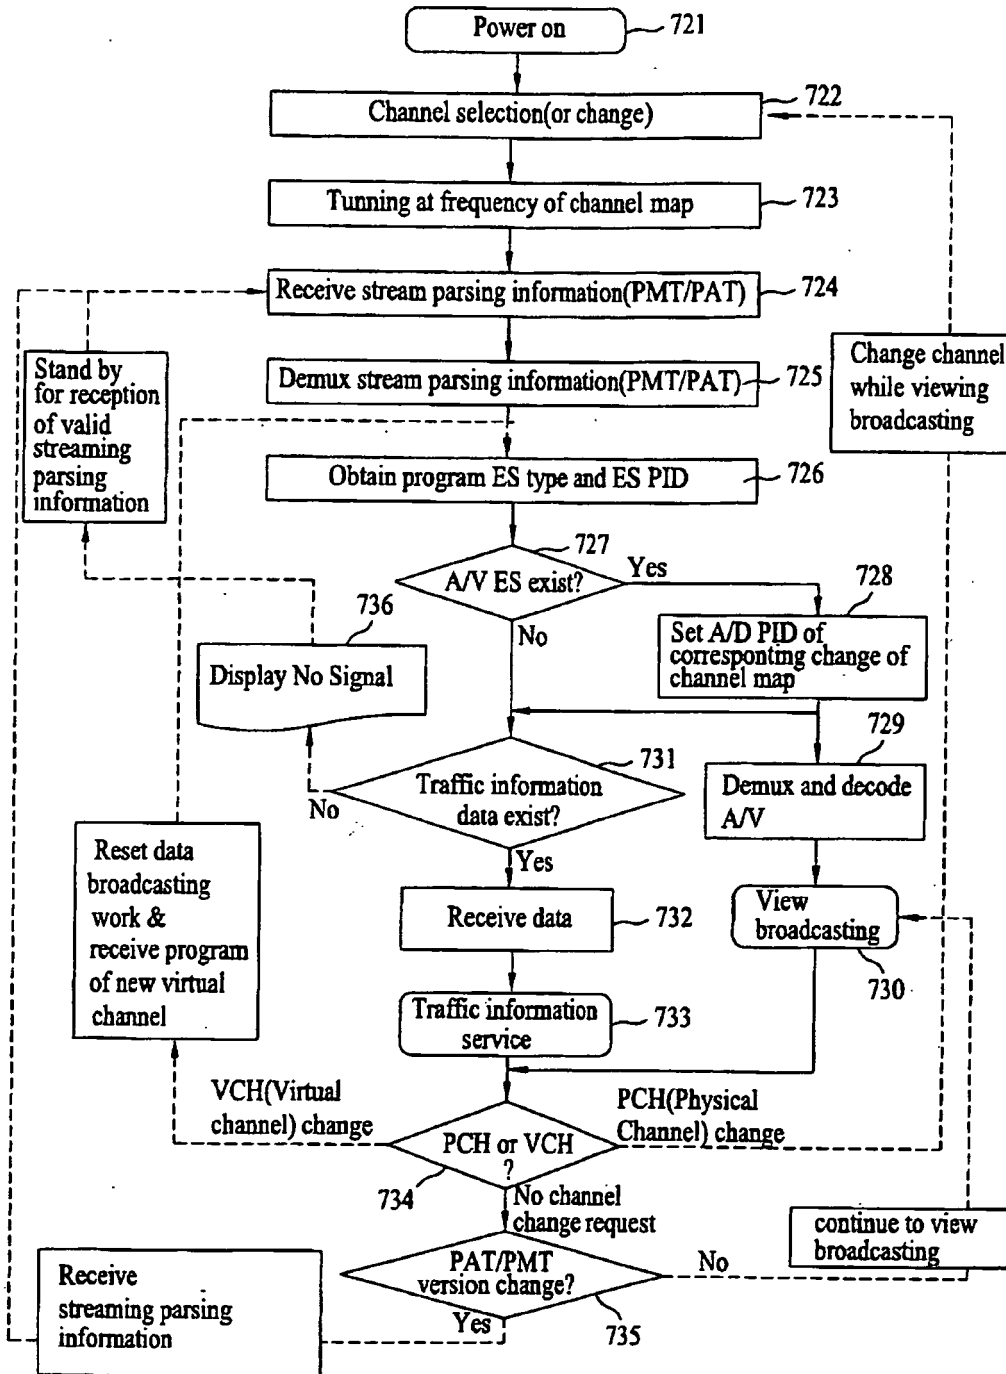 Power on
721
Channel selection(or change)
722
Tunning at frequency of channel map
723
Receive stream parsing information(PMT/PAT)
724
Demux stream parsing information(PMT/PAT)
725
Obtain program ES type and ES PID
726
Stand by
for reception
of valid
streaming
parsing
information
Change channel
while viewing
broadcasting
727
A/V ES exist?
Yes
No
728
Set A/D PID of
corresponting change of
channel map
736
Display No Signal
729
Demux and decode
A/V
731
Traffic information
data exist?
No
Yes
Reset data
broadcasting
work &
receive program
of new virtual
channel
Receive data
732
View
broadcasting
730
Traffic information
service
733
VCH(Virtual
channel) change
PCH(Physical
Channel) change
PCH or VCH
?
734
No channel
change request
continue to view
broadcasting
PAT/PMT
version change?
No
Yes
735
Receive
streaming parsing
information